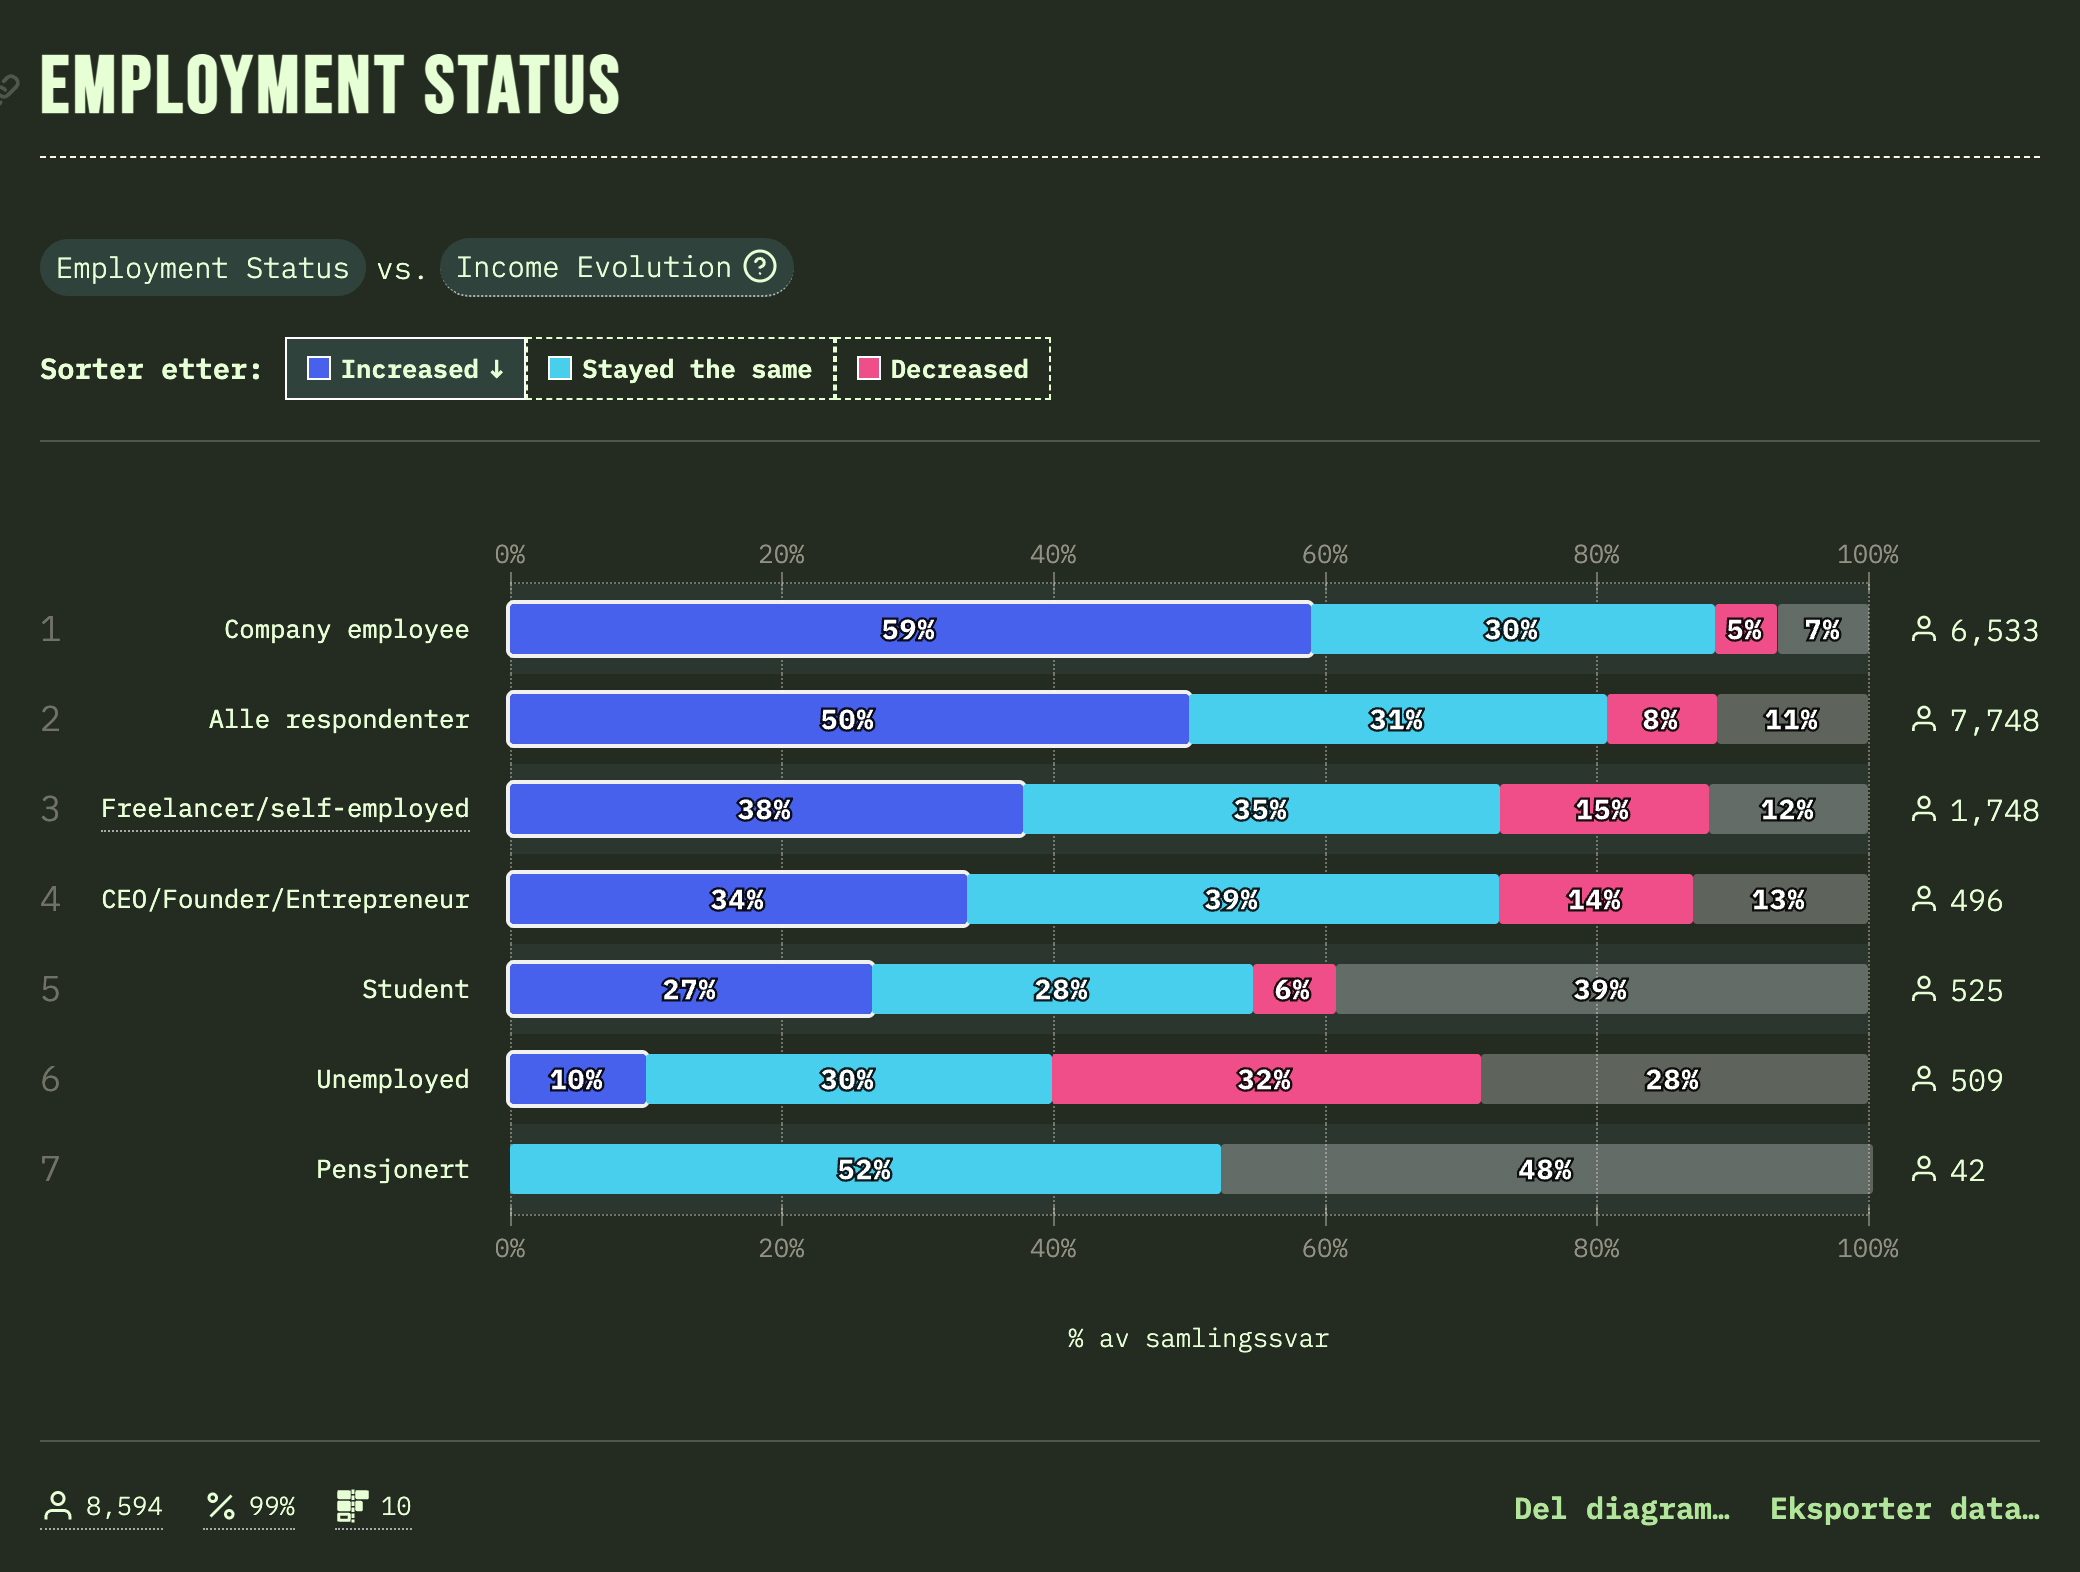 EMPLOYMENT STATUS
Employment Status vs. Income Evolution ?
Sorter etter: Increased ↓ Stayed the same Decreased
0% 20% 40% 60% 80% 100%
1 Company employee 59% 30% 5% 7% 6,533
2 Alle respondenter 50% 31% 8% 11% 7,748
3 Freelancer/self-employed 38% 35% 15% 12% 1,748
4 CEO/Founder/Entrepreneur 34% 39% 14% 13% 496
5 Student 27% 28% 6% 39% 525
6 Unemployed 10% 30% 32% 28% 509
7 Pensjonert 52% 48% 42
0% 20% 40% 60% 80% 100%
% av samlingssvar
8,594 % 99% 10 Del diagram… Eksporter data…